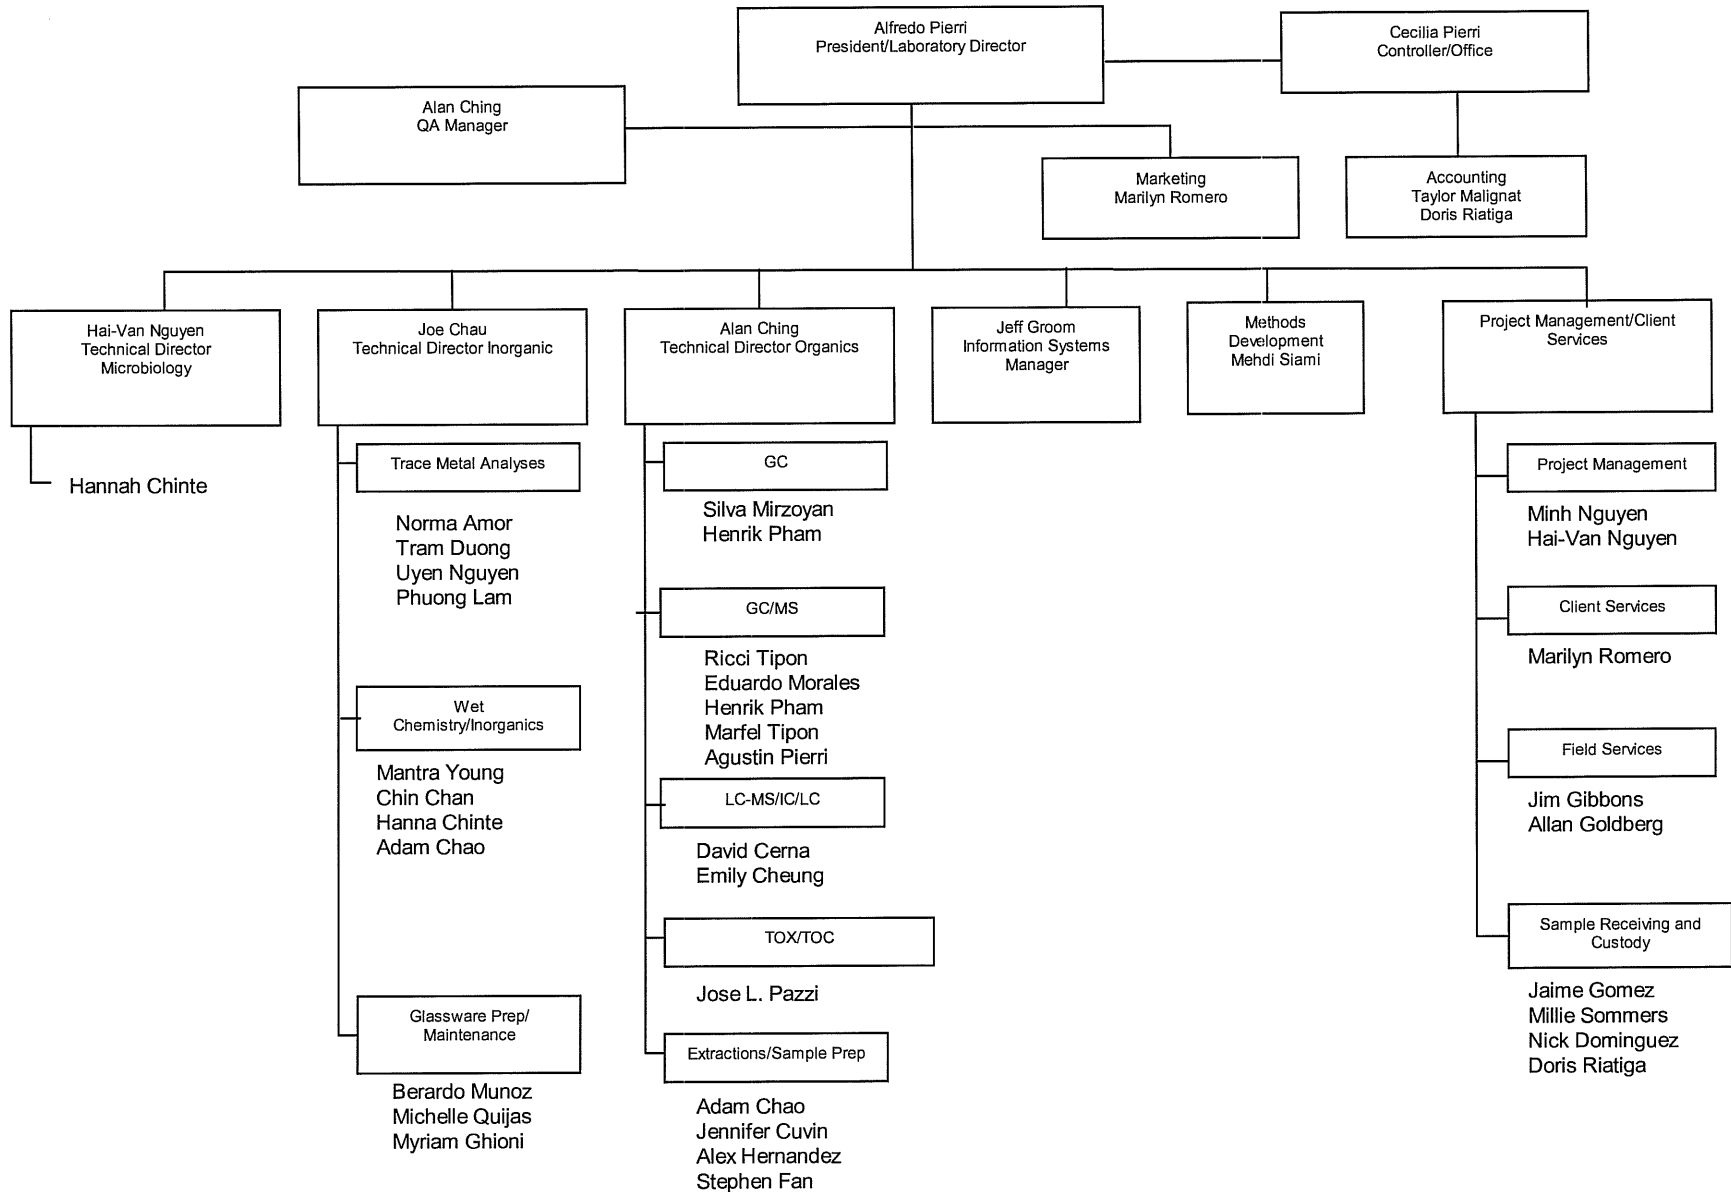 Alfredo Pierri
President/Laboratory Director
Cecilia Pierri
Controller/Office
Alan Ching
QA Manager
Marketing
Marilyn Romero
Accounting
Taylor Malignat
Doris Riatiga
Hai-Van Nguyen
Technical Director
Microbiology
Hannah Chinte
Joe Chau
Technical Director Inorganic
Trace Metal Analyses
Norma Amor
Tram Duong
Uyen Nguyen
Phuong Lam
Wet
Chemistry/Inorganics
Mantra Young
Chin Chan
Hanna Chinte
Adam Chao
Glassware Prep/
Maintenance
Berardo Munoz
Michelle Quijas
Myriam Ghioni
Alan Ching
Technical Director Organics
GC
Silva Mirzoyan
Henrik Pham
GC/MS
Ricci Tipon
Eduardo Morales
Henrik Pham
Marfel Tipon
Agustin Pierri
LC-MS/IC/LC
David Cerna
Emily Cheung
TOX/TOC
Jose L. Pazzi
Extractions/Sample Prep
Adam Chao
Jennifer Cuvin
Alex Hernandez
Stephen Fan
Jeff Groom
Information Systems
Manager
Methods
Development
Mehdi Siami
Project Management/Client
Services
Project Management
Minh Nguyen
Hai-Van Nguyen
Client Services
Marilyn Romero
Field Services
Jim Gibbons
Allan Goldberg
Sample Receiving and
Custody
Jaime Gomez
Millie Sommers
Nick Dominguez
Doris Riatiga